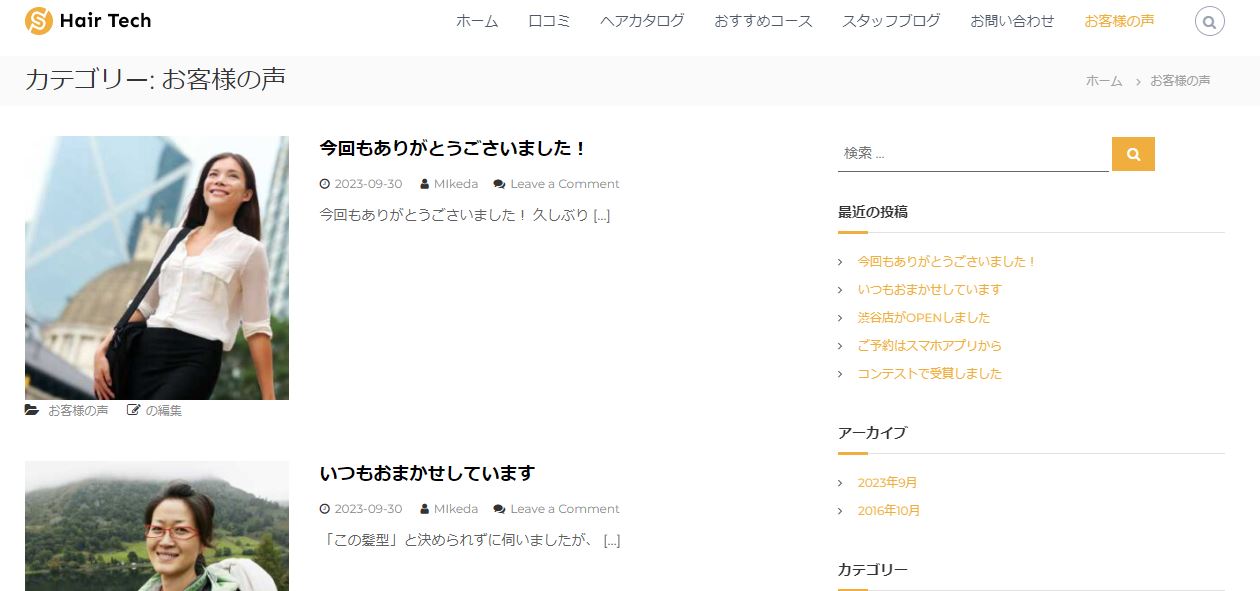 Hair Tech
ホーム 口コミ ヘアカタログ おすすめコース スタッフブログ お問い合わせ お客様の声
カテゴリー: お客様の声
ホーム > お客様の声
今回もありがとうございました！
2023-09-30 MIkeda Leave a Comment
今回もありがとうございました！ 久しぶり [...]
お客様の声 の編集
いつもおまかせしています
2023-09-30 MIkeda Leave a Comment
「この髪型」と決められずに伺いましたが、 [...]
検索 ...
最近の投稿
今回もありがとうございました！
いつもおまかせしています
渋谷店がOPENしました
ご予約はスマホアプリから
コンテストで受賞しました
アーカイブ
2023年9月
2016年10月
カテゴリー